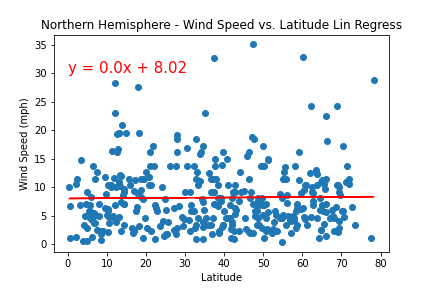 Northern Hemisphere - Wind Speed vs. Latitude Lin Regress
35
y = 0.0x + 8.02
30
25
20
15
10
5
0
Wind Speed (mph)
0 10 20 30 40 50 60 70 80
Latitude